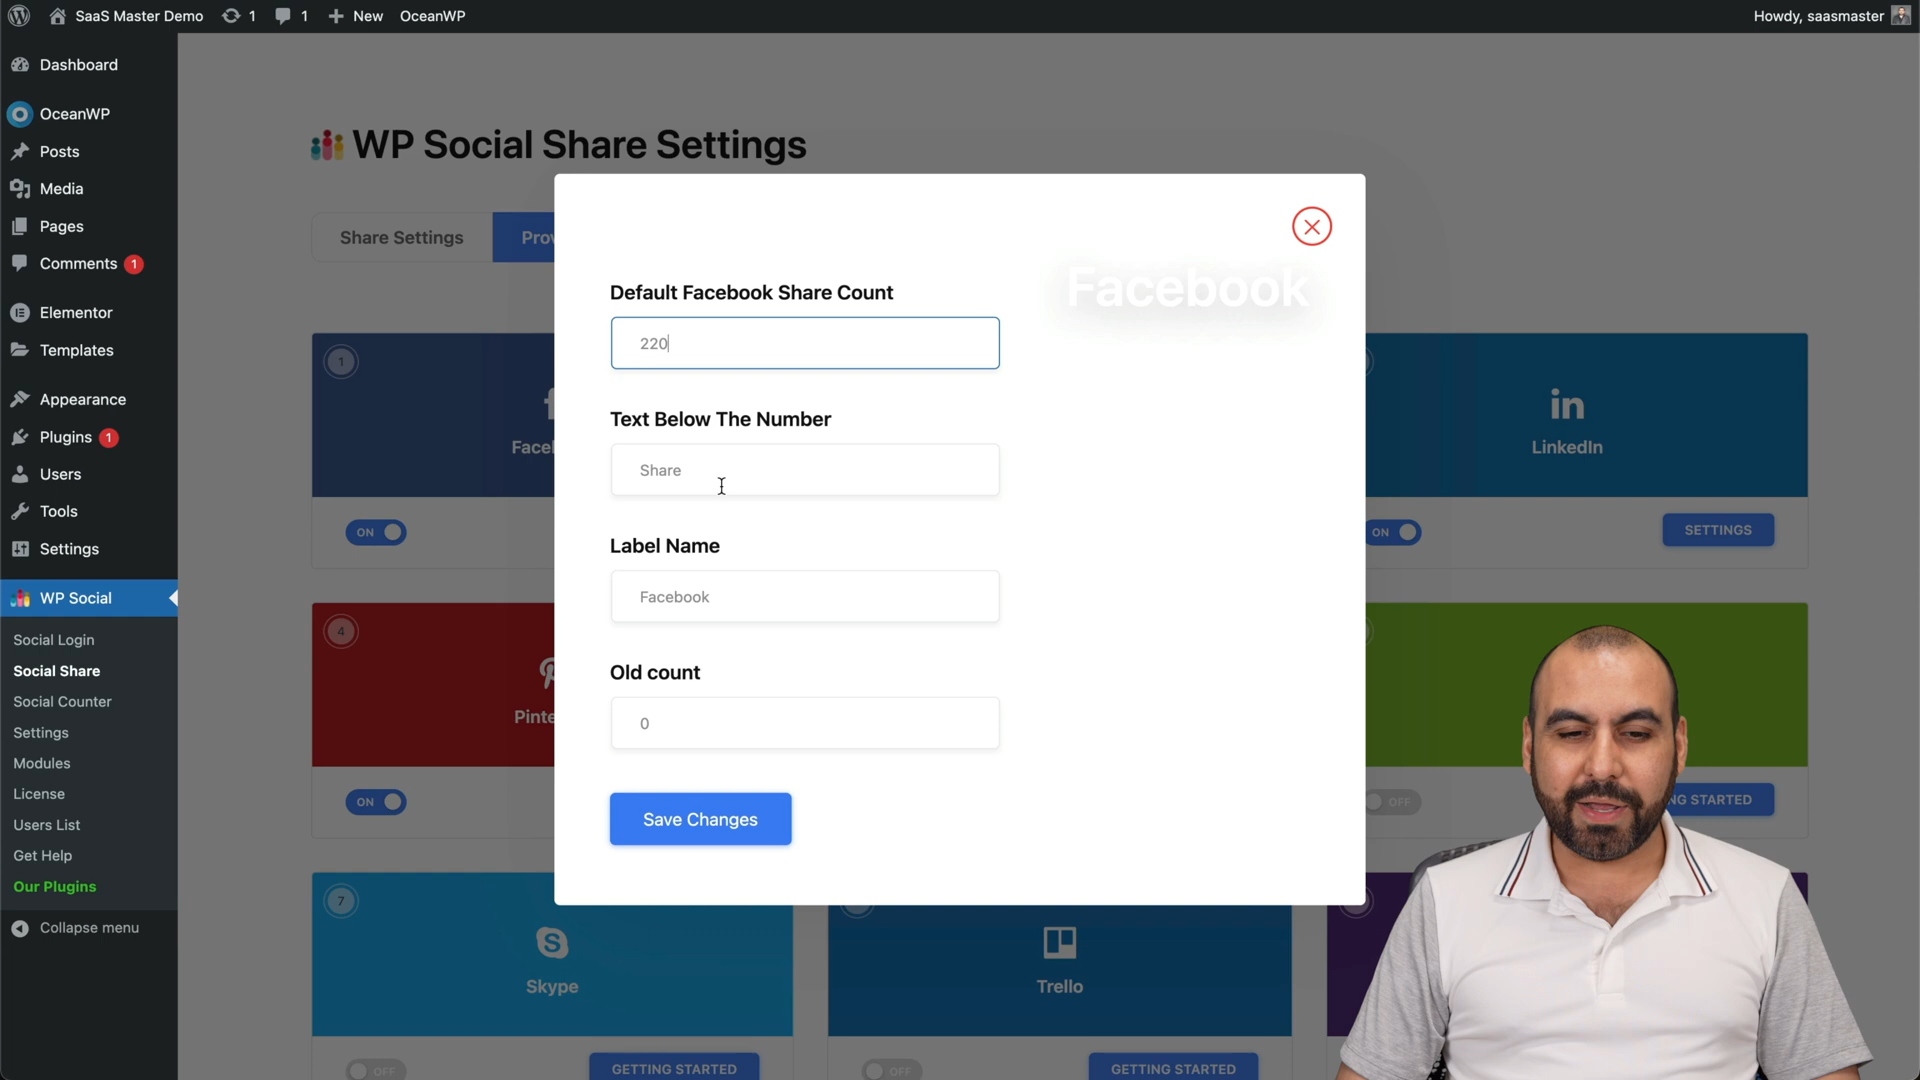 SaaS Master Demo
1
1
New
OceanWP
Howdy, saasmaster
Dashboard
OceanWP
Posts
Media
Pages
Comments 1
Elementor
Templates
Appearance
Plugins 1
Users
Tools
Settings
WP Social
Social Login
Social Share
Social Counter
Settings
Modules
License
Users List
Get Help
Our Plugins
Collapse menu
WP Social Share Settings
Share Settings
Facebook
Default Facebook Share Count
220
Text Below The Number
Share
Label Name
Facebook
Old count
0
Save Changes
1
ON
in
LinkedIn
ON
SETTINGS
4
ON
OFF
STARTED
7
S
Skype
OFF
GETTING STARTED
Trello
OFF
GETTING STARTED